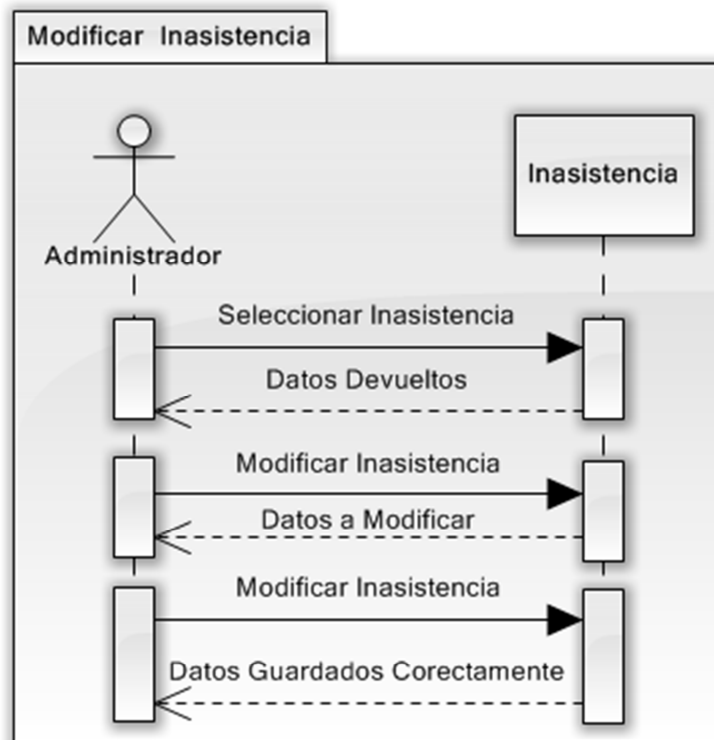 Modificar Inasistencia
Inasistencia
Administrador
Seleccionar Inasistencia
Datos Devueltos
Modificar Inasistencia
Datos a Modificar
Modificar Inasistencia
Datos Guardados Corectamente